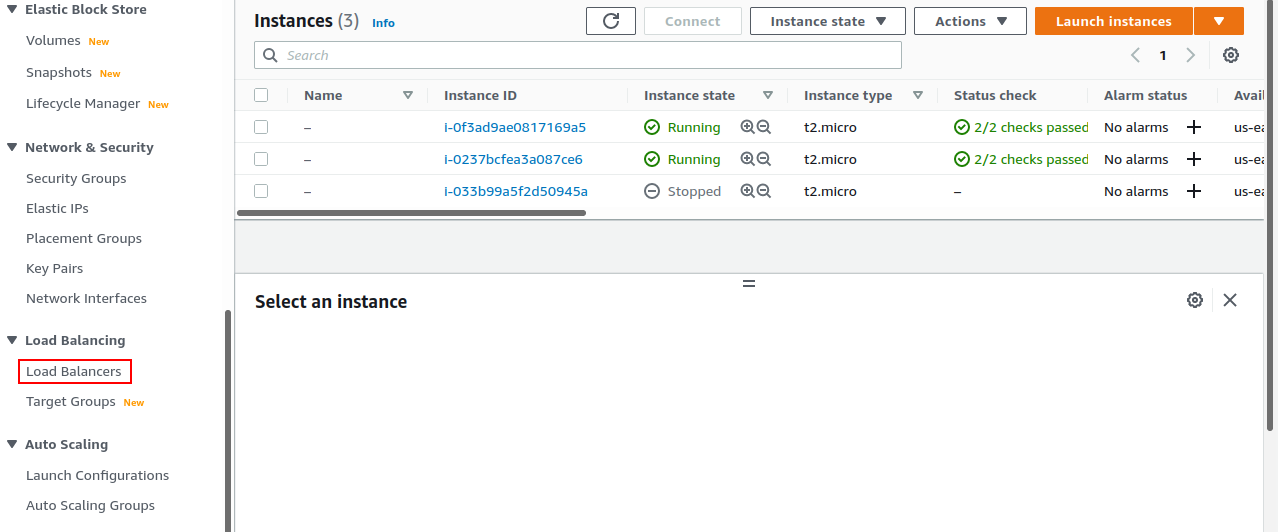 Elastic Block Store
Volumes New
Snapshots New
Lifecycle Manager New
Network & Security
Security Groups
Elastic IPs
Placement Groups
Key Pairs
Network Interfaces
Load Balancing
Load Balancers
Target Groups New
Auto Scaling
Launch Configurations
Auto Scaling Groups
Instances (3) Info
Connect
Instance state
Actions
Launch instances
Search
1
Name Instance ID Instance state Instance type Status check Alarm status Avail
– i-0f3ad9ae0817169a5 Running t2.micro 2/2 checks passed No alarms us-ea
– i-0237bcfea3a087ce6 Running t2.micro 2/2 checks passed No alarms us-ea
– i-033b99a5f2d50945a Stopped t2.micro – No alarms us-ea
Select an instance